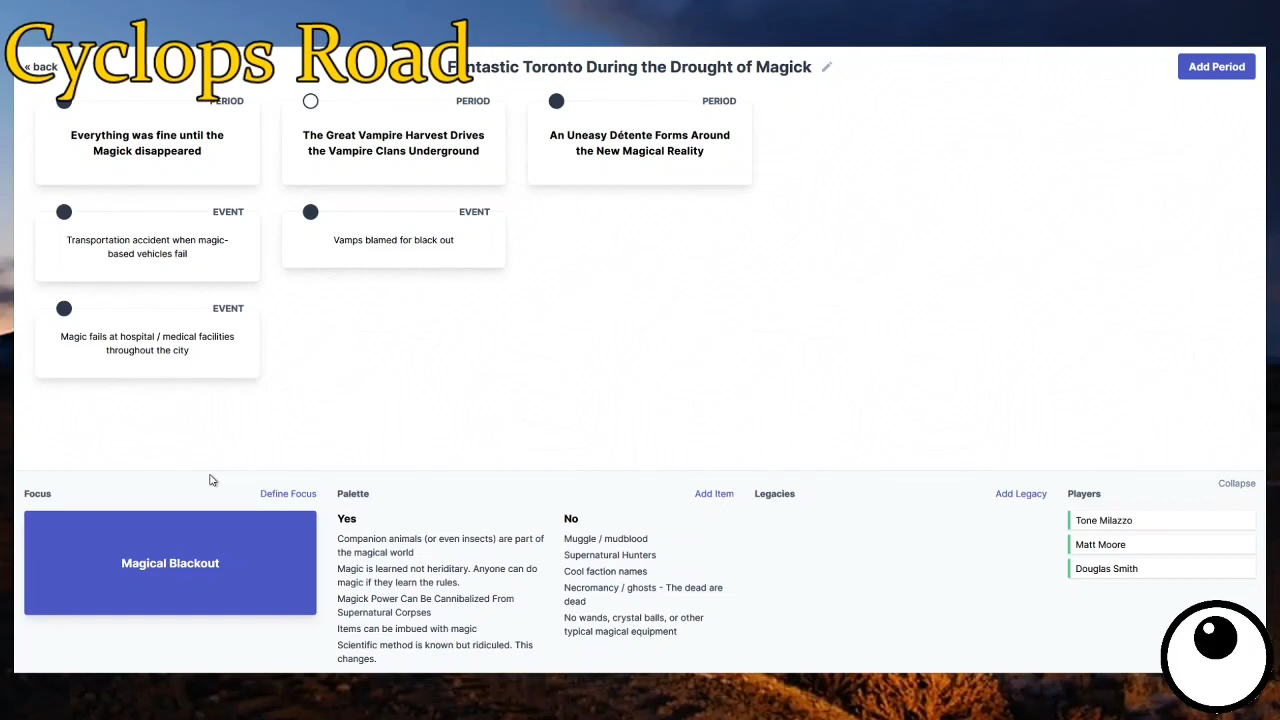 Cyclops Road
« back
Fantastic Toronto During the Drought of Magick
Add Period
PERIOD
Everything was fine until the
Magick disappeared
PERIOD
The Great Vampire Harvest Drives
the Vampire Clans Underground
PERIOD
An Uneasy Détente Forms Around
the New Magical Reality
EVENT
Transportation accident when magic-
based vehicles fail
EVENT
Vamps blamed for black out
EVENT
Magic fails at hospital / medical facilities
throughout the city
Collapse
Focus
Define Focus
Magical Blackout
Palette
Add Item
Yes
Companion animals (or even insects) are part of
the magical world
Magic is learned not heriditary. Anyone can do
magic if they learn the rules.
Magick Power Can Be Cannibalized From
Supernatural Corpses
Items can be imbued with magic
Scientific method is known but ridiculed. This
changes.
No
Muggle / mudblood
Supernatural Hunters
Cool faction names
Necromancy / ghosts - The dead are
dead
No wands, crystal balls, or other
typical magical equipment
Legacies
Add Legacy
Players
Tone Milazzo
Matt Moore
Douglas Smith